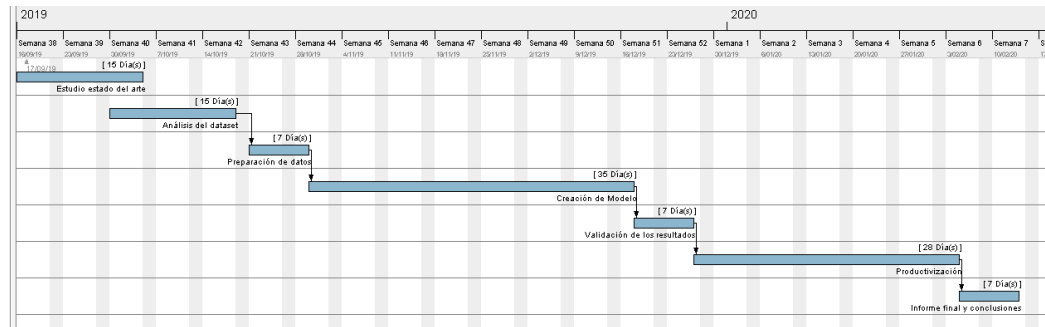 2019 2020
Semana 38 Semana 39 Semana 40 Semana 41 Semana 42 Semana 43 Semana 44 Semana 45 Semana 46 Semana 47 Semana 48 Semana 49 Semana 50 Semana 51 Semana 52 Semana 1 Semana 2 Semana 3 Semana 4 Semana 5 Semana 6 Semana 7 S
16/09/19 23/09/19 30/09/19 7/10/19 14/10/19 21/10/19 28/10/19 4/11/19 11/11/19 18/11/19 25/11/19 2/12/19 9/12/19 16/12/19 23/12/19 30/12/19 6/01/20 13/01/20 20/01/20 27/01/20 3/02/20 10/02/20
17/09/19
[ 15 Día(s) ]
Estudio estado del arte
[ 15 Día(s) ]
Análisis del dataset
[ 7 Día(s) ]
Preparación de datos
[ 35 Día(s) ]
Creación de Modelo
[ 7 Día(s) ]
Validación de los resultados
[ 28 Día(s) ]
Productivización
[ 7 Día(s) ]
Informe final y conclusiones